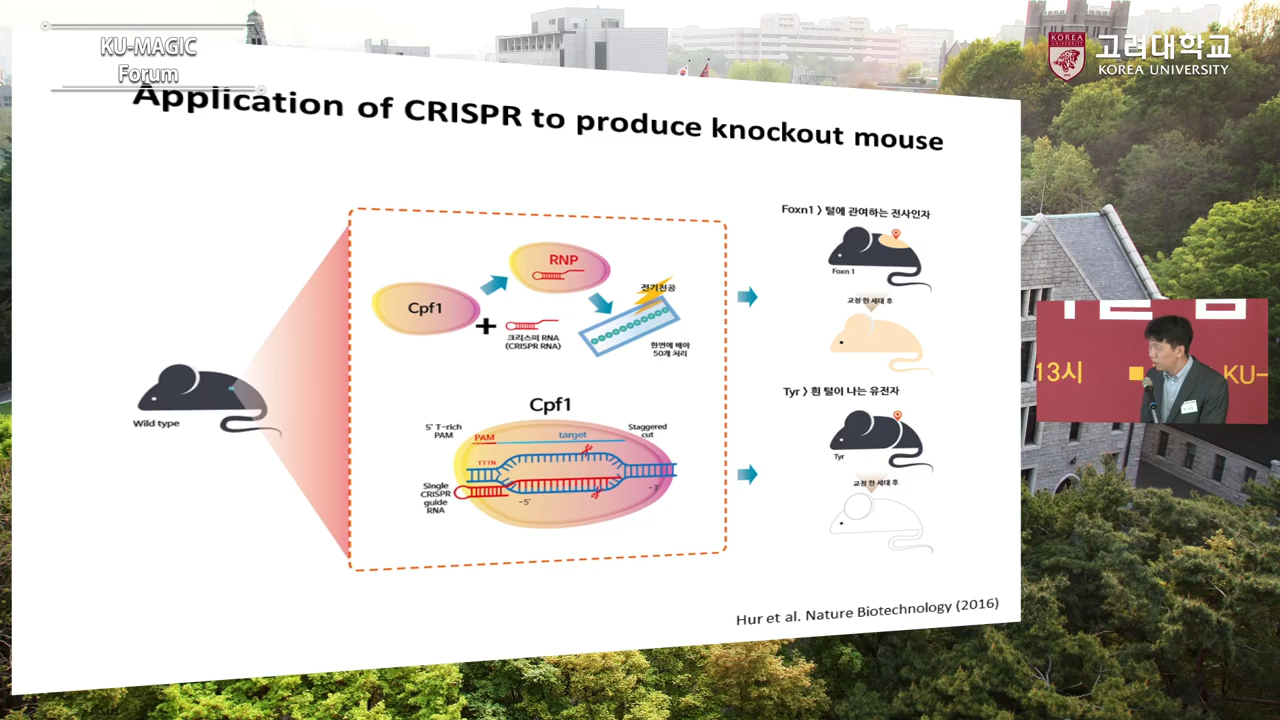 KU-MAGIC
Forum
KOREA
고려대학교
KOREA UNIVERSITY
Application of CRISPR to produce knockout mouse
Wild type
Cpf1
+
RNP
크리스퍼 RNA
(CRISPR RNA)
전기천공
한번에 배아
50개 처리
Cpf1
5' T-rich
PAM
PAM
target
Staggered
cut
TTTN
Single
CRISPR
guide
RNA
-5'
-3'
Foxn1 > 털에 관여하는 전사인자
Foxn 1
교정 한 세대 후
Tyr > 흰 털이 나는 유전자
Tyr
교정 한 세대 후
Hur et al. Nature Biotechnology (2016)
13시
KU-